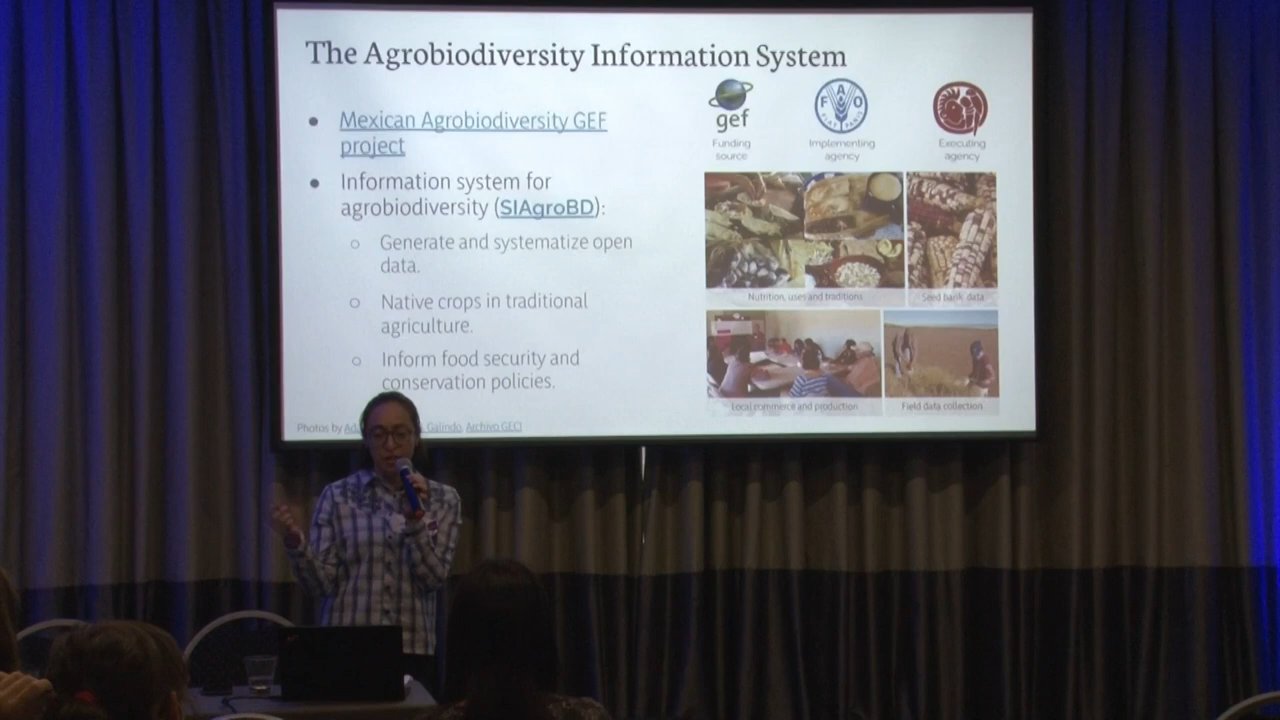 The Agrobiodiversity Information System
Mexican Agrobiodiversity GEF
project
Information system for
agrobiodiversity (SIAgroBD):
Generate and systematize open
data.
Native crops in traditional
agriculture.
Inform food security and
conservation policies.
gef
Funding
source
F A O
FIAT PANIS
Implementing
agency
Executing
agency
Nutrition, uses and traditions
Seed bank data
Local commerce and production
Field data collection
Photos by Galindo, Archivo GECI